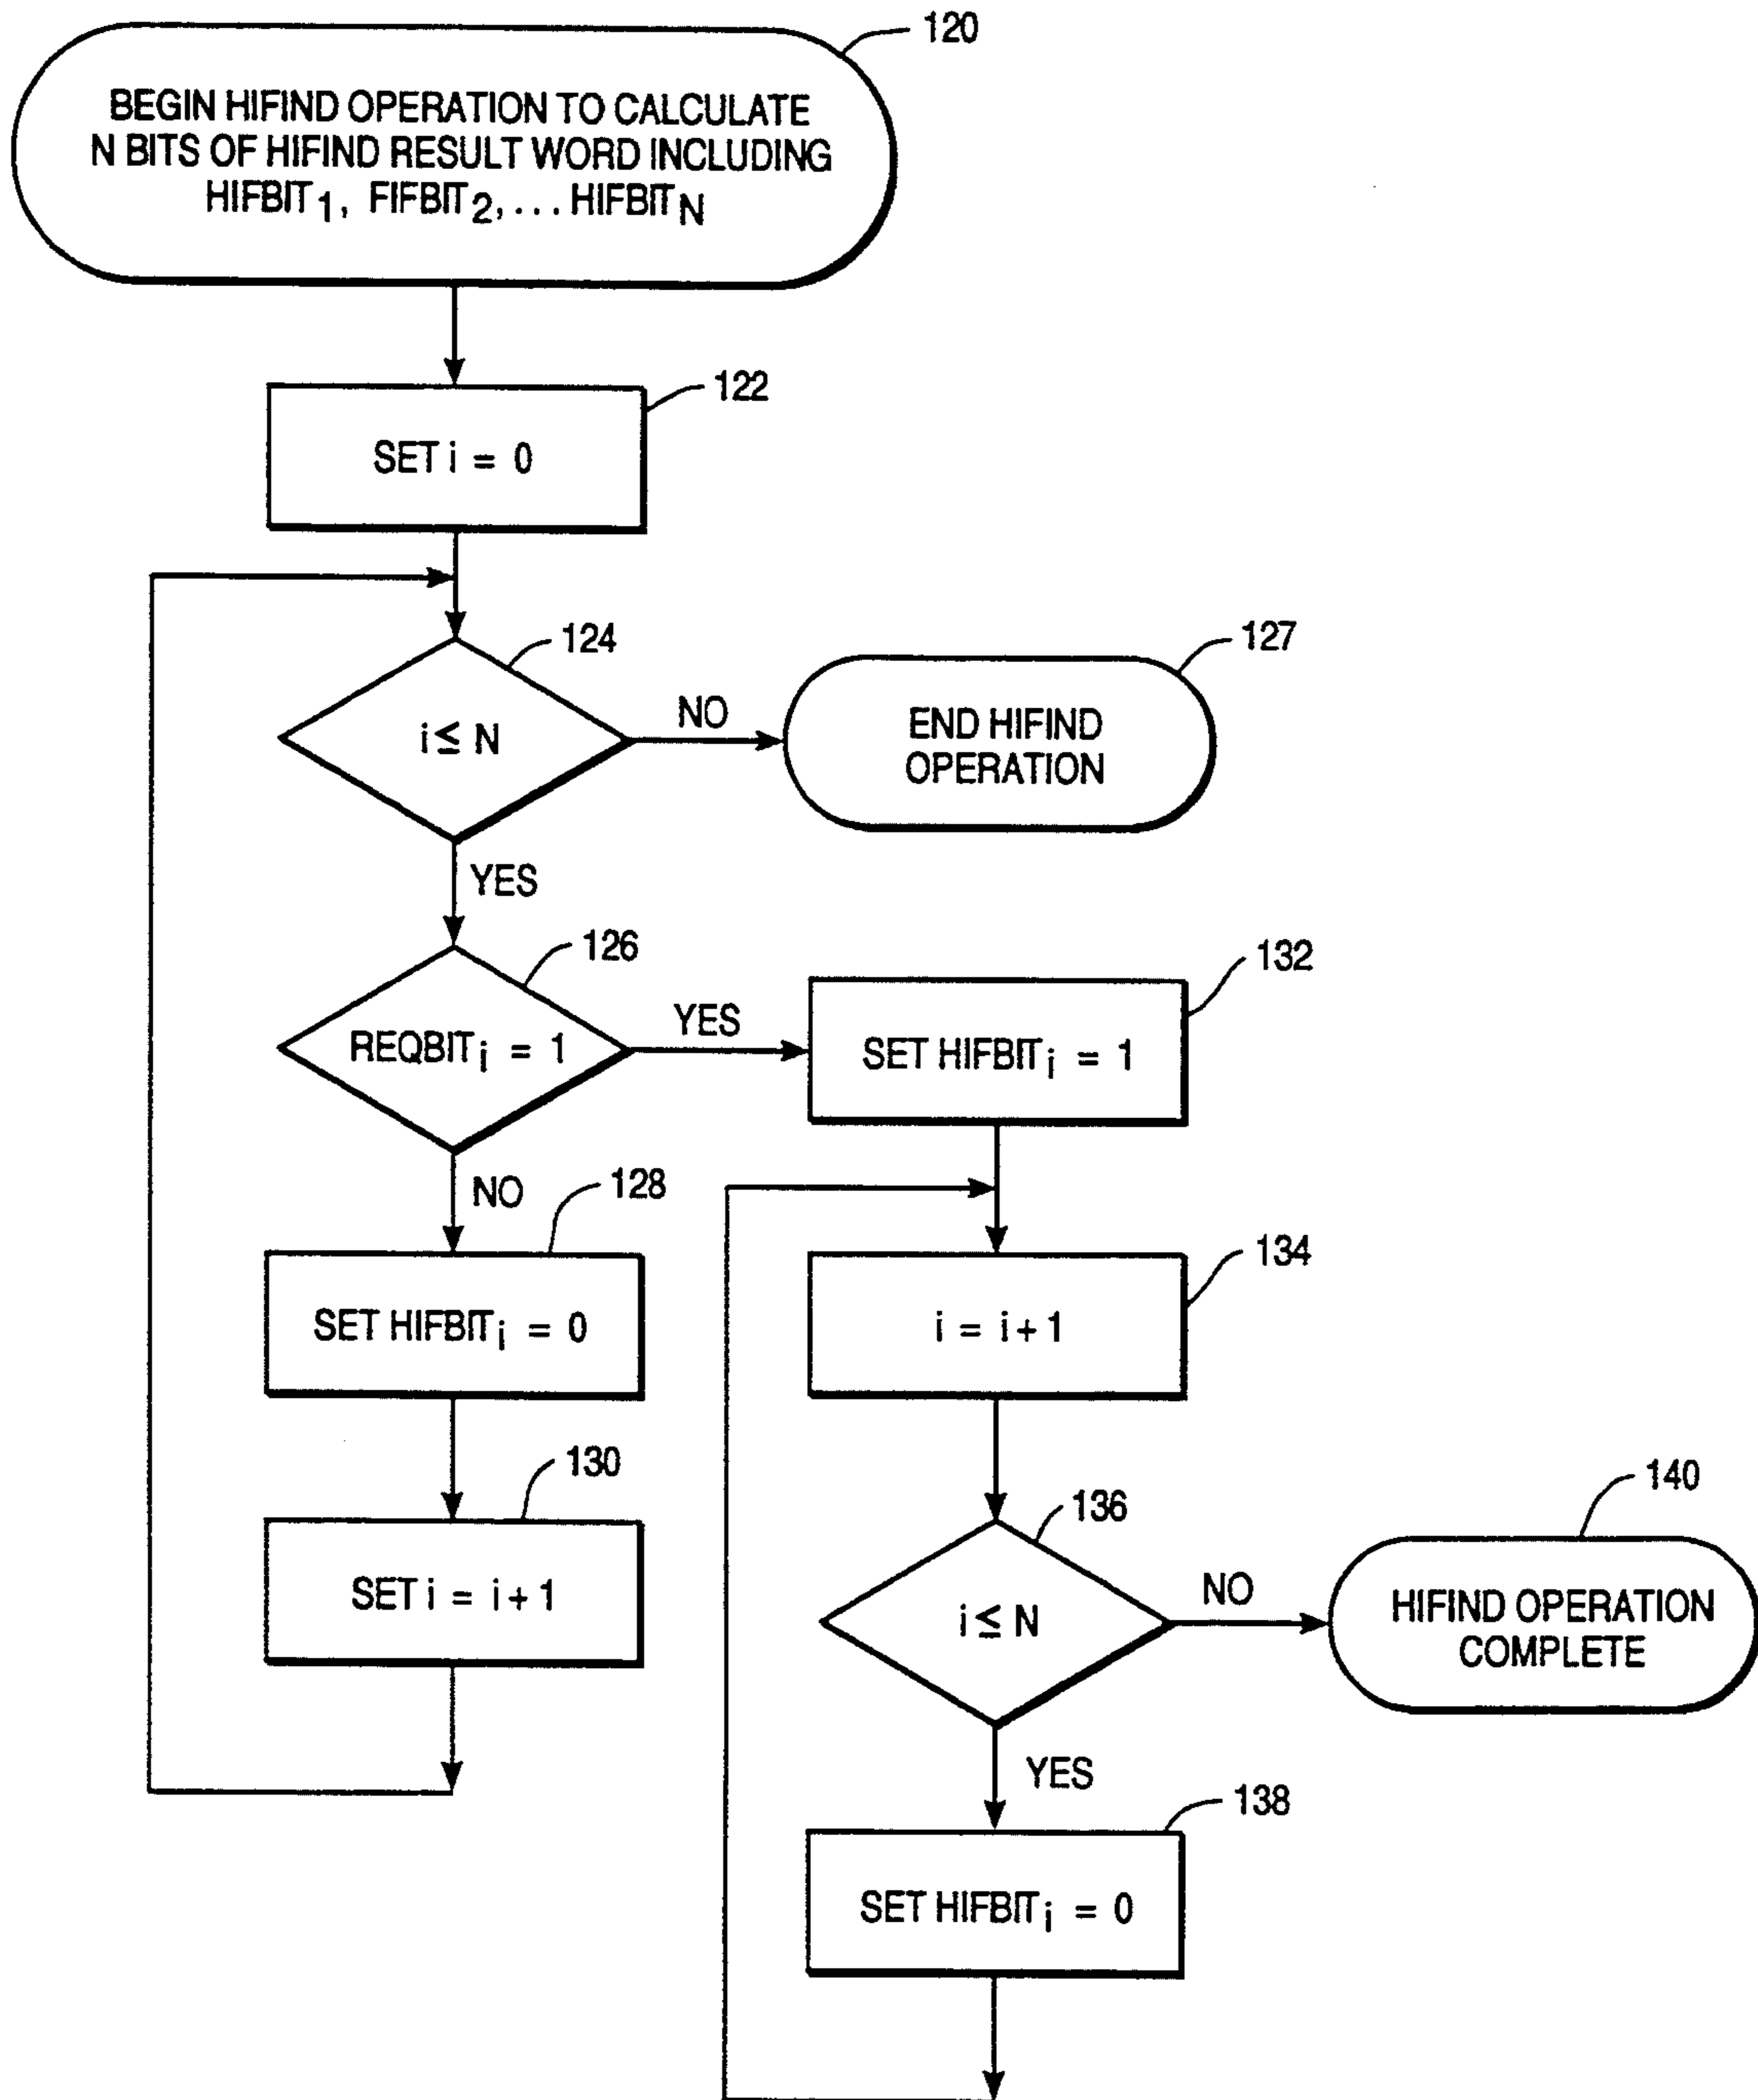 120
BEGIN HIFIND OPERATION TO CALCULATE
N BITS OF HIFIND RESULT WORD INCLUDING
HIFBIT1, FIFBIT2, ... HIFBITN
122
SET i = 0
124
i ≤ N
NO
127
END HIFIND
OPERATION
YES
126
REQBITi = 1
YES
132
SET HIFBITi = 1
NO
128
SET HIFBITi = 0
134
i = i + 1
130
SET i = i + 1
136
i ≤ N
NO
140
HIFIND OPERATION
COMPLETE
YES
138
SET HIFBITi = 0